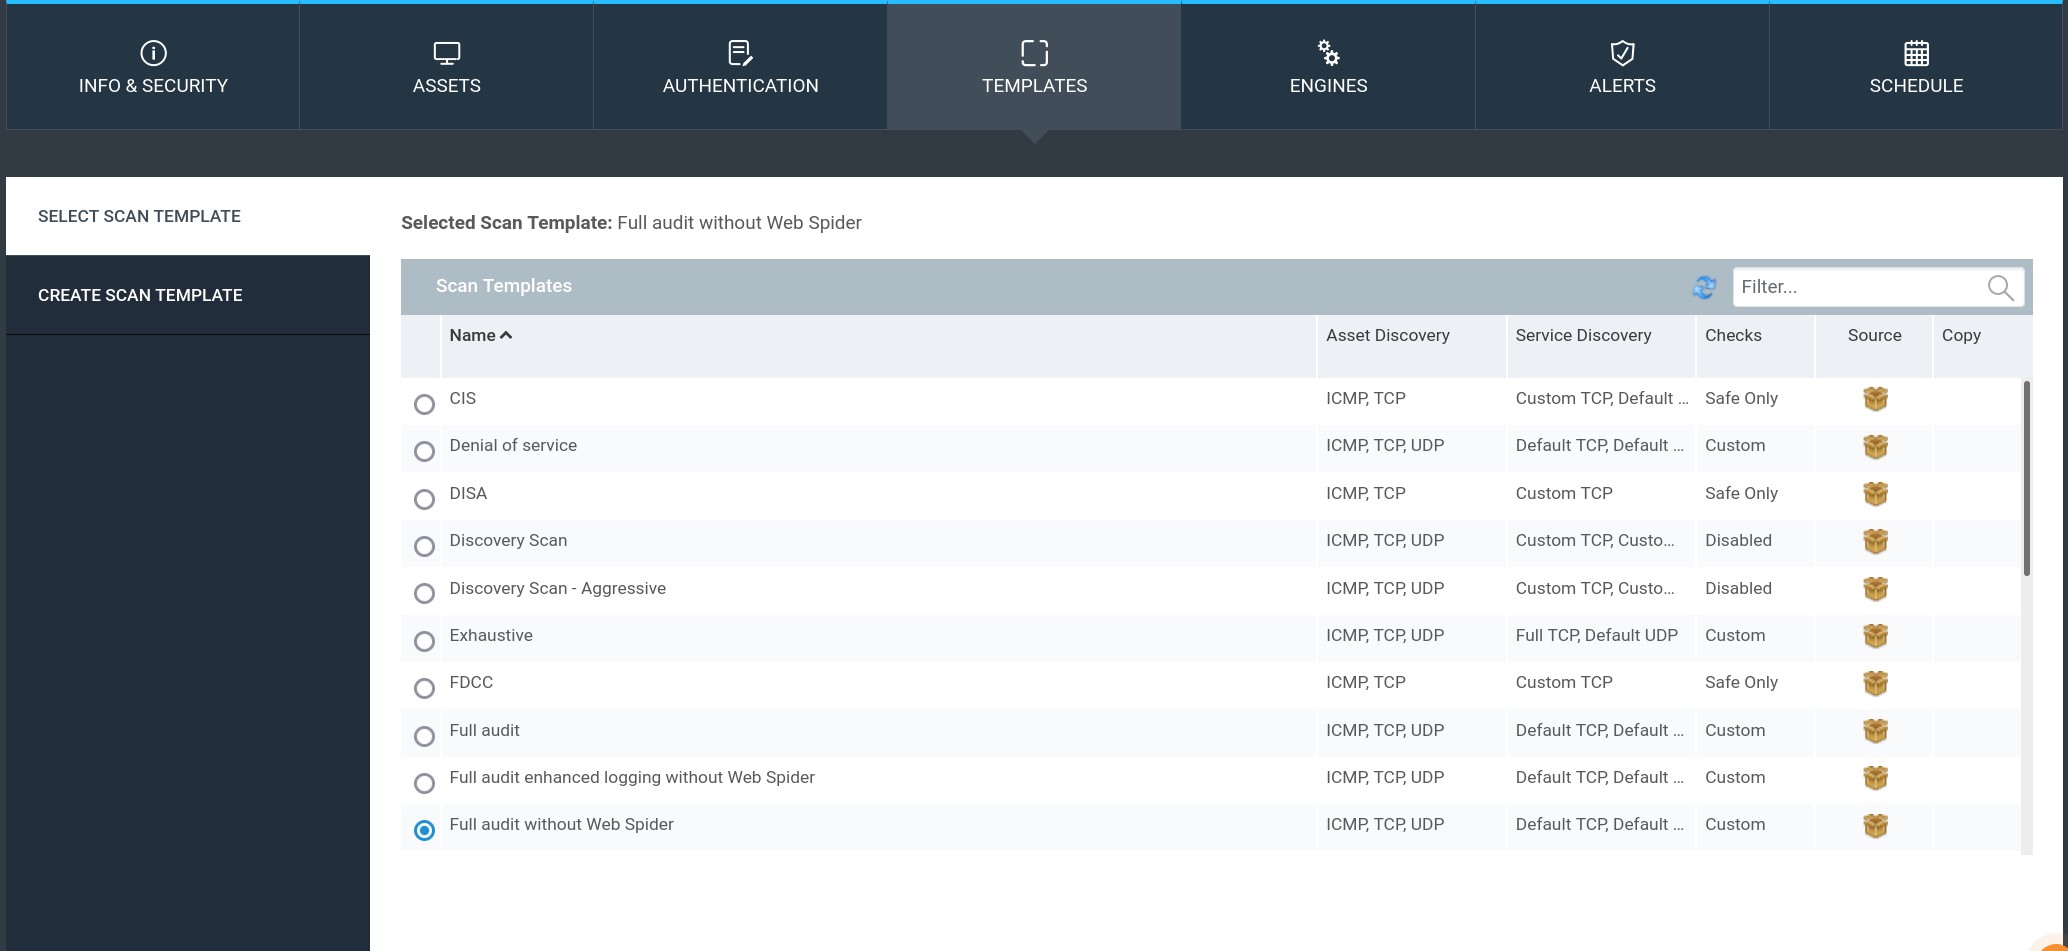 INFO & SECURITY
ASSETS
AUTHENTICATION
TEMPLATES
ENGINES
ALERTS
SCHEDULE
SELECT SCAN TEMPLATE
CREATE SCAN TEMPLATE
Selected Scan Template: Full audit without Web Spider
Scan Templates
Filter...
Name Asset Discovery Service Discovery Checks Source Copy
CIS ICMP, TCP Custom TCP, Default ... Safe Only
Denial of service ICMP, TCP, UDP Default TCP, Default ... Custom
DISA ICMP, TCP Custom TCP Safe Only
Discovery Scan ICMP, TCP, UDP Custom TCP, Custo... Disabled
Discovery Scan - Aggressive ICMP, TCP, UDP Custom TCP, Custo... Disabled
Exhaustive ICMP, TCP, UDP Full TCP, Default UDP Custom
FDCC ICMP, TCP Custom TCP Safe Only
Full audit ICMP, TCP, UDP Default TCP, Default ... Custom
Full audit enhanced logging without Web Spider ICMP, TCP, UDP Default TCP, Default ... Custom
Full audit without Web Spider ICMP, TCP, UDP Default TCP, Default ... Custom